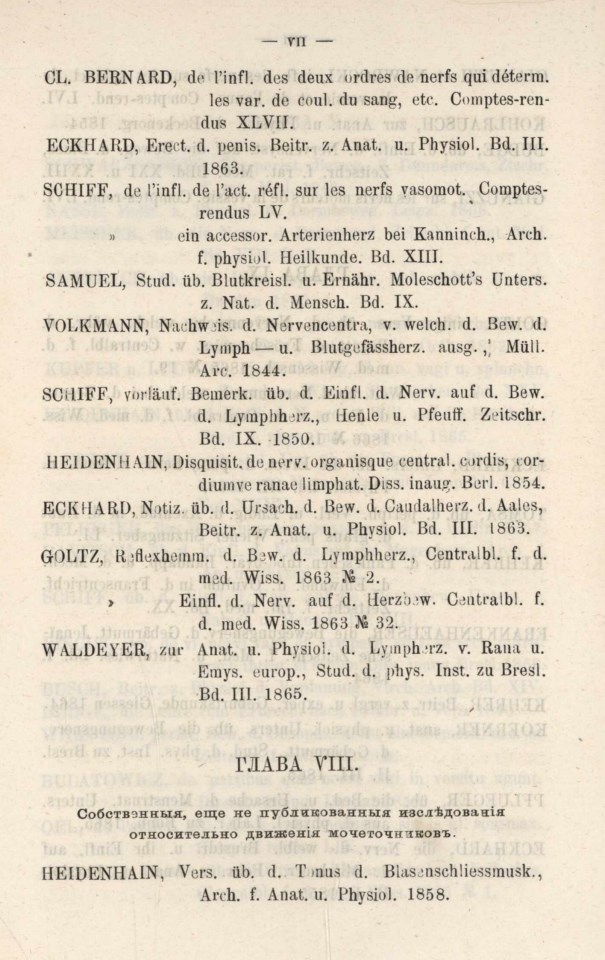 — VII —
CL. BERNARD, de l'infl. des deux ordres de nerfs qui déterm.
les var. de coul. du sang, etc. Comptes-ren-
dus XLVII.
ECKHARD, Erect. d. penis. Beitr. z. Anat. u. Physiol. Bd. III.
1863.
SCHIFF, de l'infl. de l'act. réfl. sur les nerfs vasomot. Comptes-
rendus LV.
» ein accessor. Arterienherz bei Kanninch., Arch.
f. physiol. Heilkunde. Bd. XIII.
SAMUEL, Stud. üb. Blutkreisl. u. Ernähr. Moleschott's Unters.
z. Nat. d. Mensch. Bd. IX.
VOLKMANN, Nachweis. d. Nervencentra, v. welch. d. Bew. d.
Lymph — u. Blutgefässherz. ausg., Müll.
Arc. 1844.
SCHIFF, vorläuf. Bemerk. üb. d. Einfl. d. Nerv. auf d. Bew.
d. Lymphherz., Henle u. Pfeuff. Zeitschr.
Bd. IX. 1850.
HEIDENHAIN, Disquisit. de nerv. organisque central. cordis, cor-
diumve ranae limphat. Diss. inaug. Berl. 1854.
ECKHARD, Notiz. üb. d. Ursach. d. Bew. d. Caudalherz. d. Aales,
Beitr. z. Anat. u. Physiol. Bd. III. 1863.
GOLTZ, Reflexhemm. d. Bew. d. Lymphherz., Centralbl. f. d.
med. Wiss. 1863 № 2.
» Einfl. d. Nerv. auf d. Herzbew. Centralbl. f.
d. med. Wiss. 1863 № 32.
WALDEYER, zur Anat. u. Physiol. d. Lympherz. v. Rana u.
Emys. europ., Stud. d. phys. Inst. zu Bresl.
Bd. III. 1865.
ГЛАВА VIII.
Собственныя, еще не публикованныя изслѣдованія
относительно движенія мочеточниковъ.
HEIDENHAIN, Vers. üb. d. Tonus d. Blasenschliessmusk.,
Arch. f. Anat. u. Physiol. 1858.